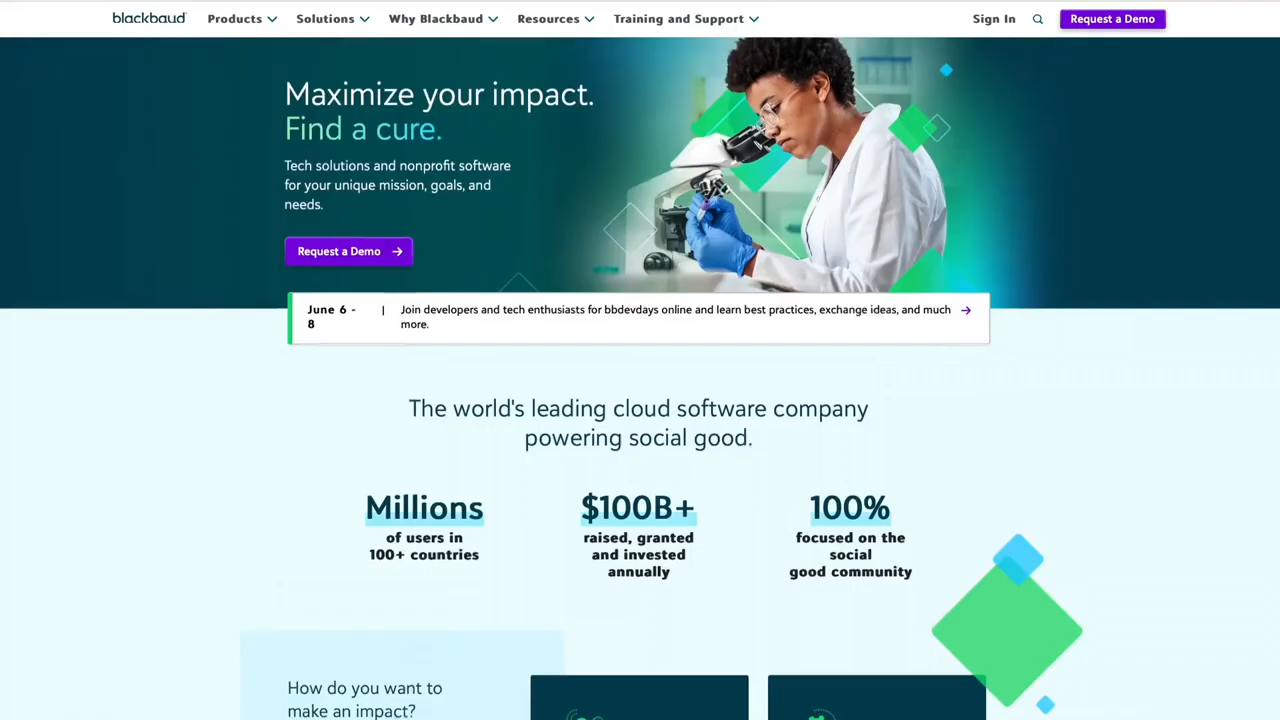 blackbaud
Products
Solutions
Why Blackbaud
Resources
Training and Support
Sign In
Request a Demo
Maximize your impact.
Find a cure.
Tech solutions and nonprofit software
for your unique mission, goals, and
needs.
Request a Demo
June 6 -
8
|
Join developers and tech enthusiasts for bbdevdays online and learn best practices, exchange ideas, and much
more.
The world's leading cloud software company
powering social good.
Millions
of users in
100+ countries
$100B+
raised, granted
and invested
annually
100%
focused on the
social
good community
How do you want to
make an impact?